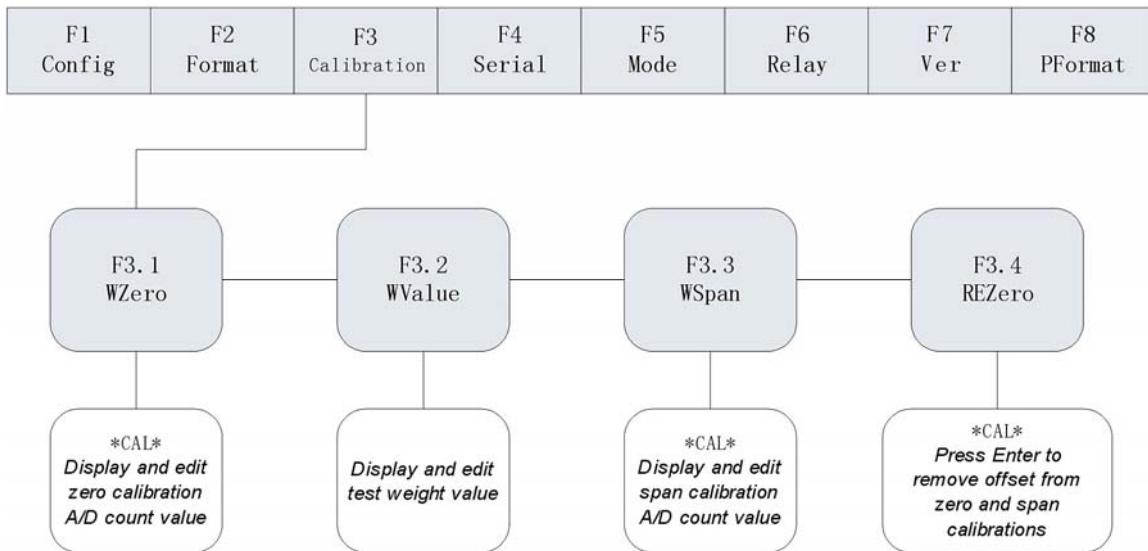 F1
Config
F2
Format
F3
Calibration
F4
Serial
F5
Mode
F6
Relay
F7
Ver
F8
PFormat
F3.1
WZero
F3.2
WValue
F3.3
WSpan
F3.4
REZero
*CAL*
Display and edit
zero calibration
A/D count value
Display and edit
test weight value
*CAL*
Display and edit
span calibration
A/D count value
*CAL*
Press Enter to
remove offset from
zero and span
calibrations